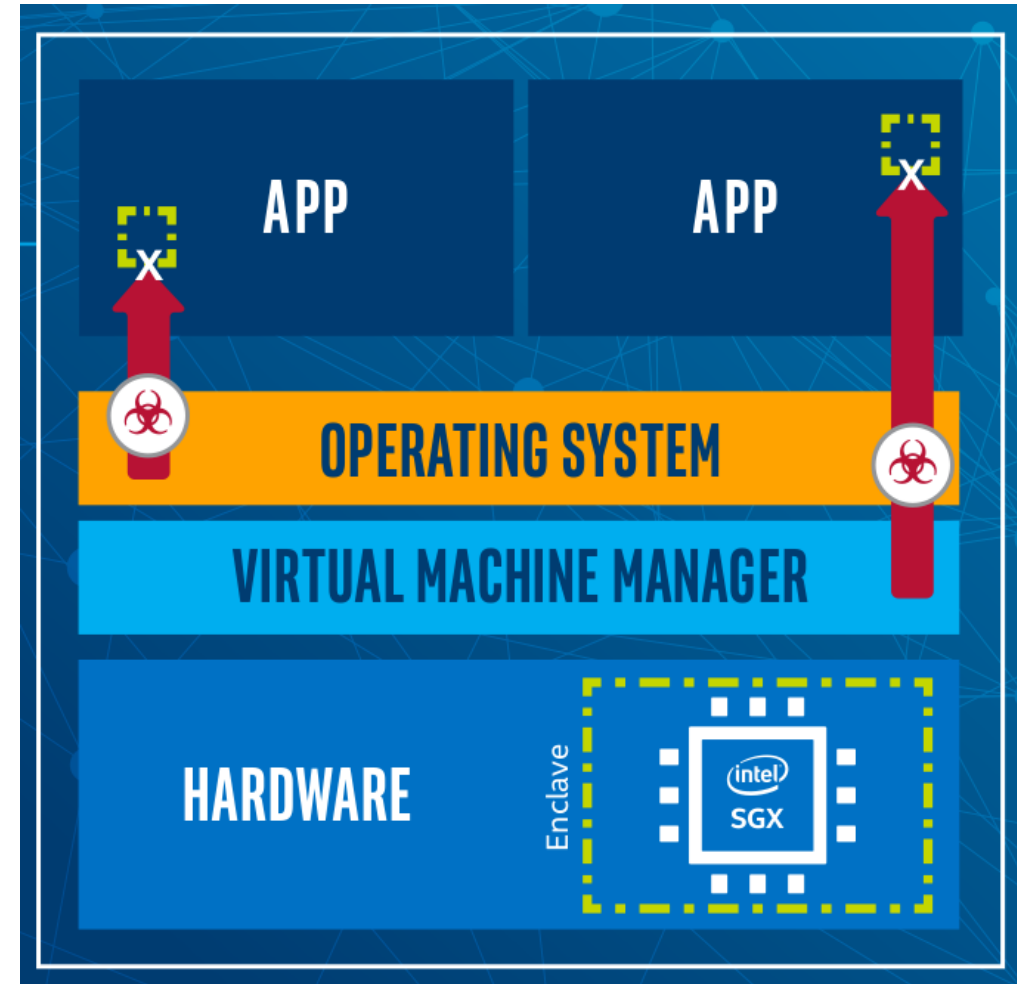 APP
APP
X
X
OPERATING SYSTEM
VIRTUAL MACHINE MANAGER
HARDWARE
Enclave
intel
SGX